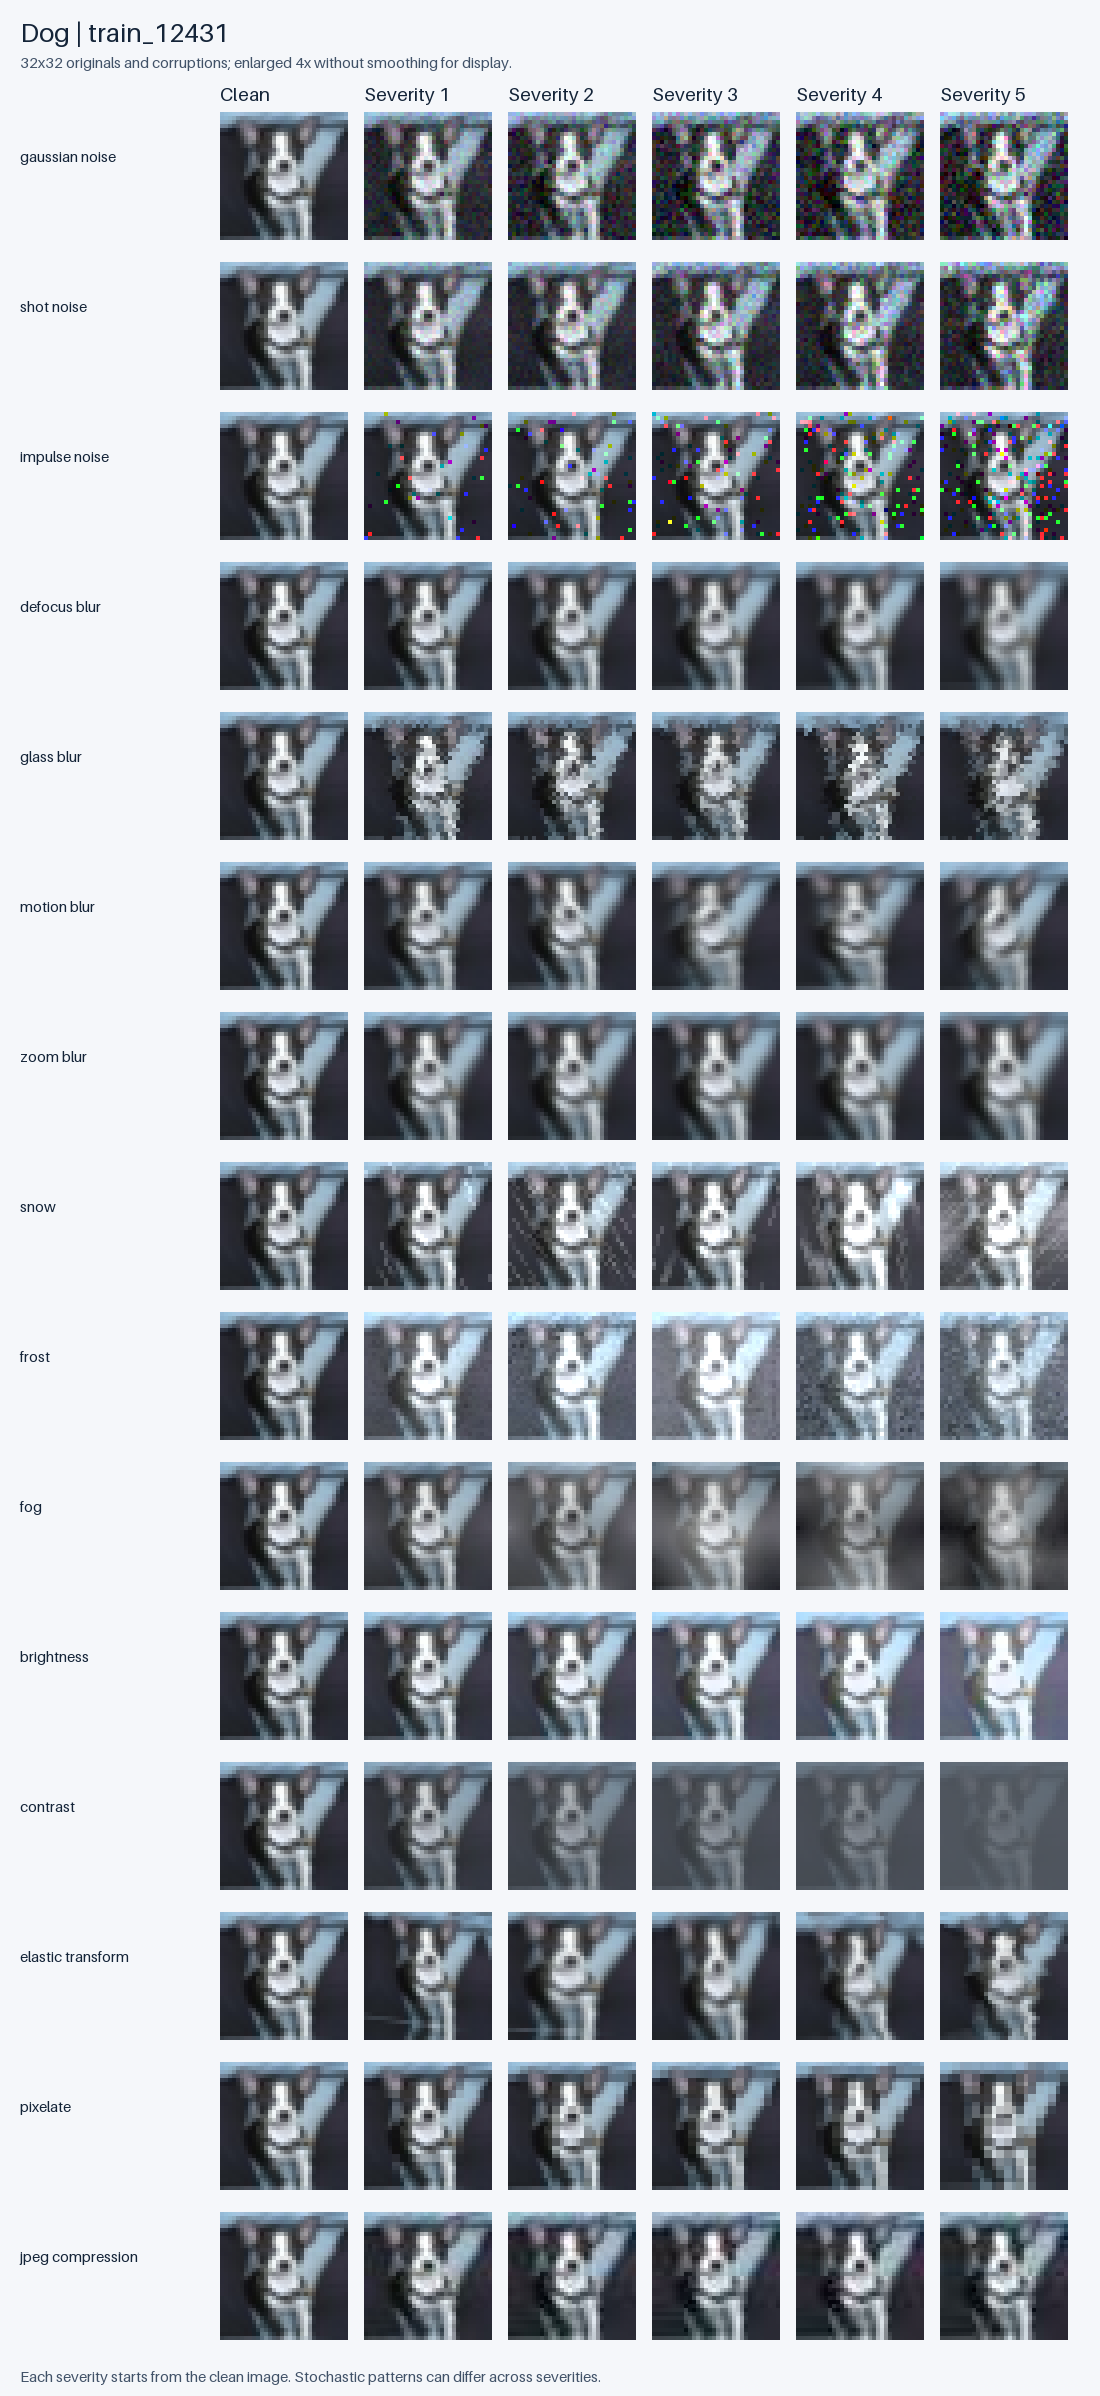 Dog | train_12431
32x32 originals and corruptions; enlarged 4x without smoothing for display.
Clean Severity 1 Severity 2 Severity 3 Severity 4 Severity 5
gaussian noise
shot noise
impulse noise
defocus blur
glass blur
motion blur
zoom blur
snow
frost
fog
brightness
contrast
elastic transform
pixelate
jpeg compression
Each severity starts from the clean image. Stochastic patterns can differ across severities.